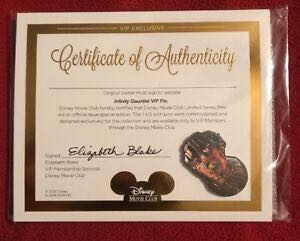 VIP EXCLUSIVE
Certificate of Authenticity
Original owner must sign to validate
Infinity Gauntlet VIP Pin
Disney Movie Club hereby certifies that Disney Movie Club Limited Series Pins
are an official issue special edition. The 1-1/2 inch pins were commissioned and
designed exclusively for this collection and are available only to VIP Members
through the Disney Movie Club.
Signed Elizabeth Blake
Elizabeth Blake
VIP Membership Services
Disney Movie Club
Disney
MOVIE CLUB
© Disney